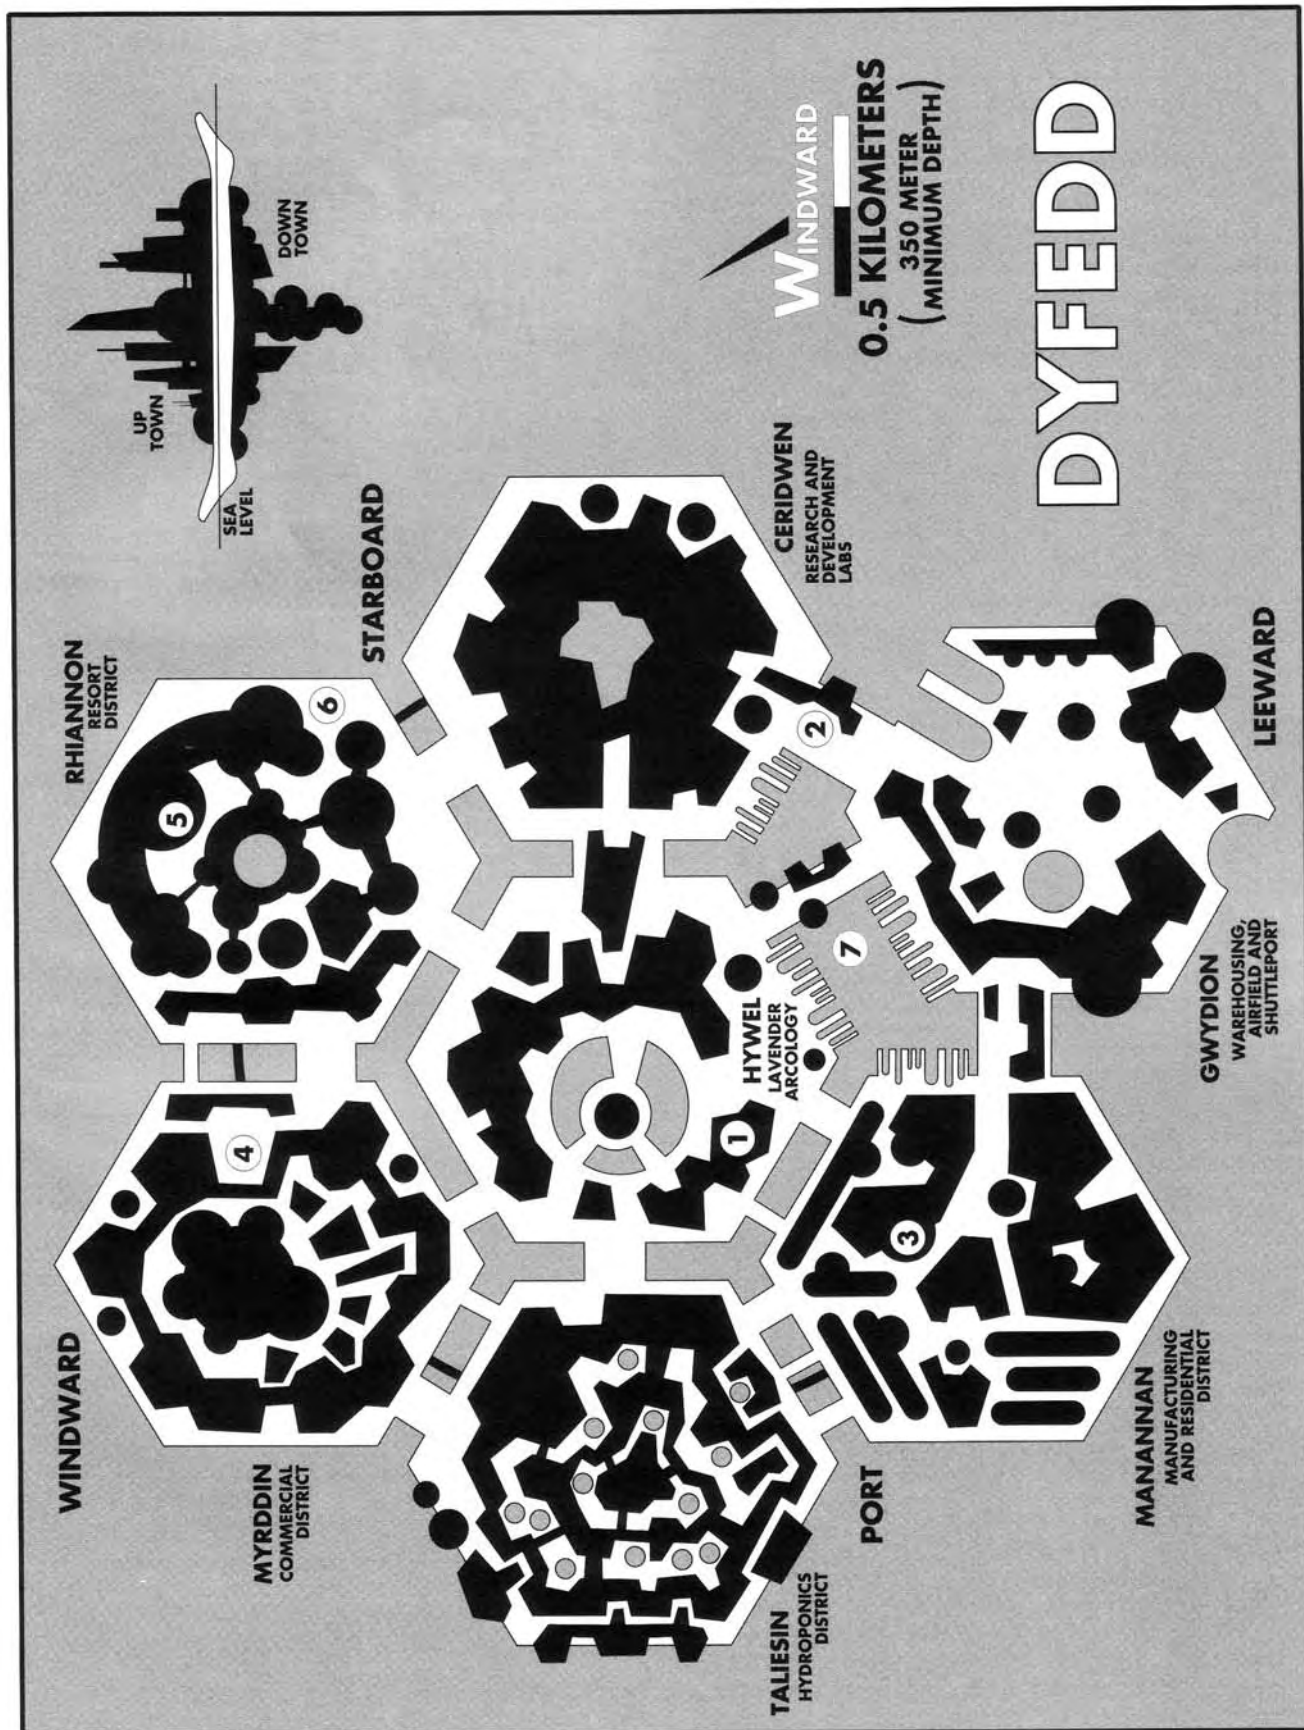 WINDWARD
MYRDDIN
COMMERCIAL
DISTRICT
TALIESIN
HYDROPONICS
DISTRICT
PORT
MANANNAN
MANUFACTURING
AND RESIDENTIAL
DISTRICT
RHIANNON
RESORT
DISTRICT
STARBOARD
HYWEL
LAVENDER
ARCOLOGY
CERIDWEN
RESEARCH AND
DEVELOPMENT
LABS
GWYDION
WAREHOUSING,
AIRFIELD AND
SHUTTLEPORT
LEEWARD
1
2
3
4
5
6
7
UP
TOWN
SEA
LEVEL
DOWN
TOWN
WINDWARD
0.5 KILOMETERS
350 METER
(MINIMUM DEPTH)
DYFEDD